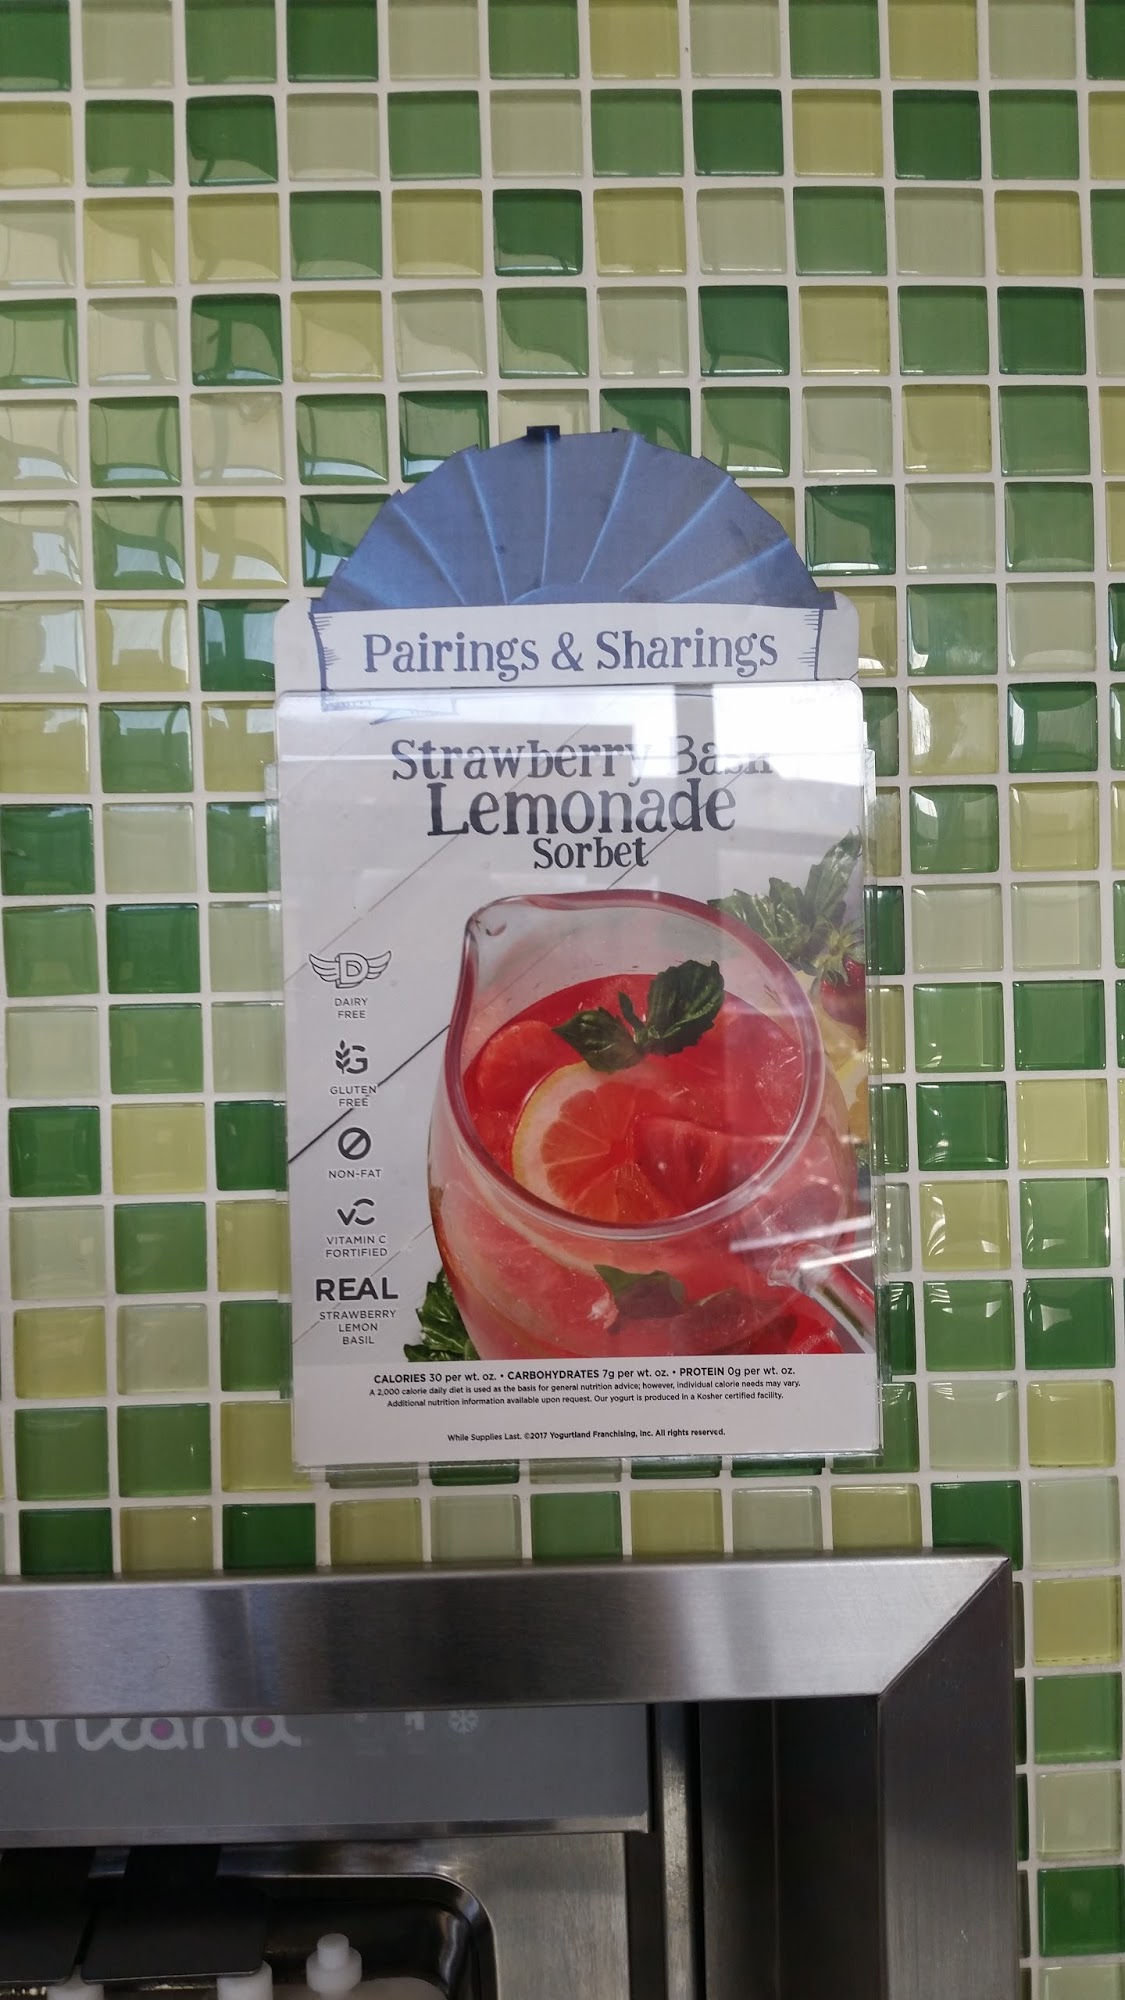 Pairings & Sharings
Strawberry Basil
Lemonade
Sorbet
D
DAIRY
FREE
G
GLUTEN
FREE
NON-FAT
VC
VITAMIN C
FORTIFIED
REAL
STRAWBERRY
LEMON
BASIL
CALORIES 30 per wt. oz. • CARBOHYDRATES 7g per wt. oz. • PROTEIN 0g per wt. oz.
A 2,000 calorie daily diet is used as the basis for general nutrition advice; however, individual calorie needs may vary.
Additional nutrition information available upon request. Our yogurt is produced in a Kosher certified facility.
While Supplies Last. ©2017 Yogurtland Franchising, Inc. All rights reserved.